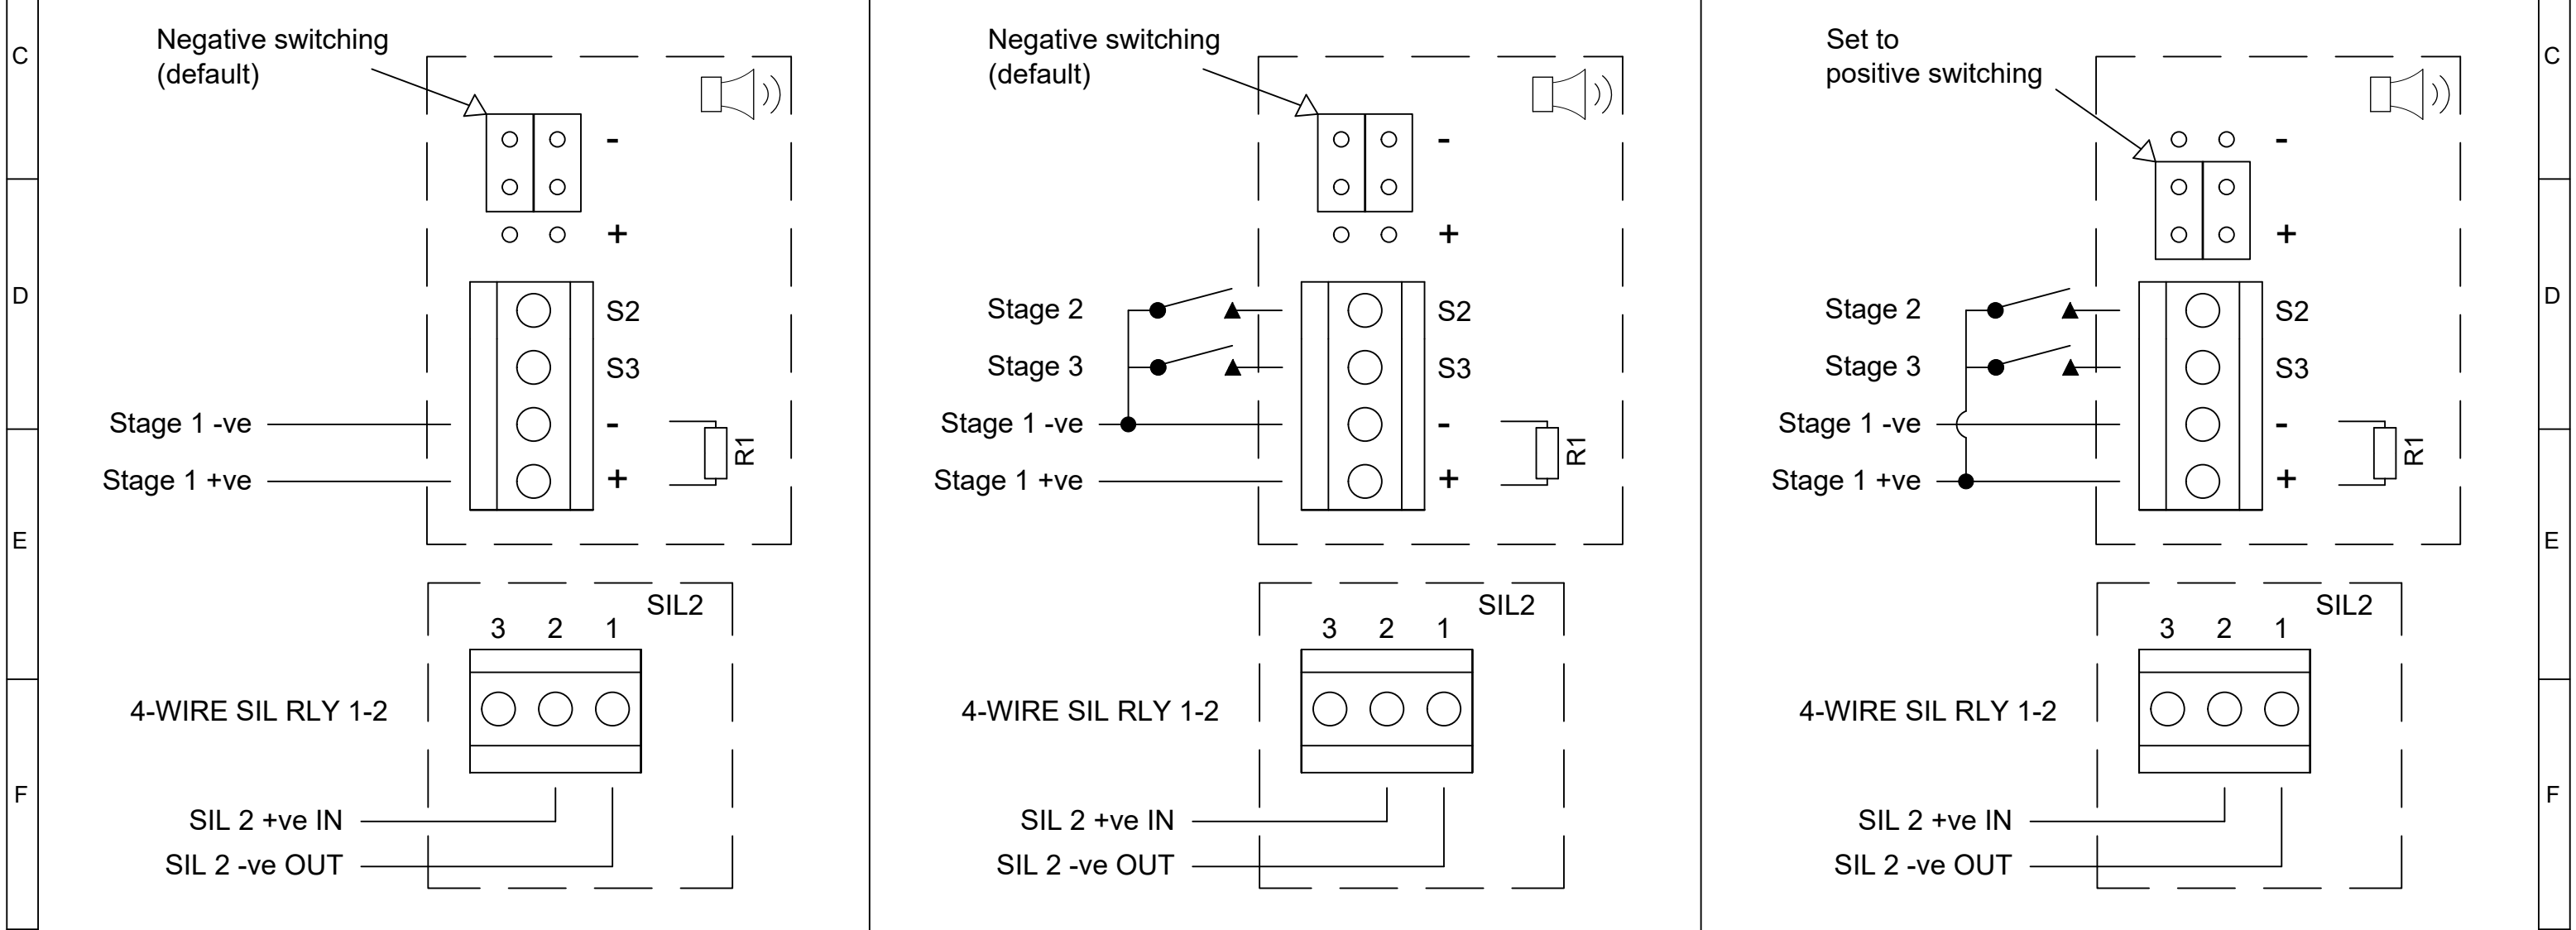 C
D
E
F
Negative switching
(default)
-
+
S2
S3
Stage 1 -ve
-
Stage 1 +ve
+
R1
SIL2
3 2 1
4-WIRE SIL RLY 1-2
SIL 2 +ve IN
SIL 2 -ve OUT
Negative switching
(default)
-
+
Stage 2
S2
Stage 3
S3
Stage 1 -ve
-
Stage 1 +ve
+
R1
SIL2
3 2 1
4-WIRE SIL RLY 1-2
SIL 2 +ve IN
SIL 2 -ve OUT
Set to
positive switching
-
+
Stage 2
S2
Stage 3
S3
Stage 1 -ve
-
Stage 1 +ve
+
R1
SIL2
3 2 1
4-WIRE SIL RLY 1-2
SIL 2 +ve IN
SIL 2 -ve OUT
C
D
E
F